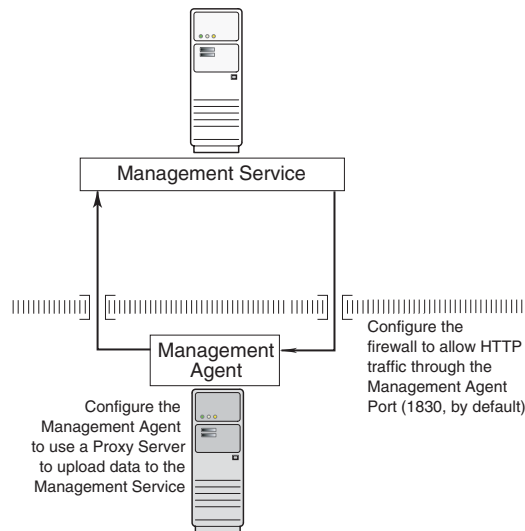 Management Service
Configure the
firewall to allow HTTP
traffic through the
Management Agent
Port (1830, by default)
Management
Agent
Configure the
Management Agent
to use a Proxy Server
to upload data to the
Management Service